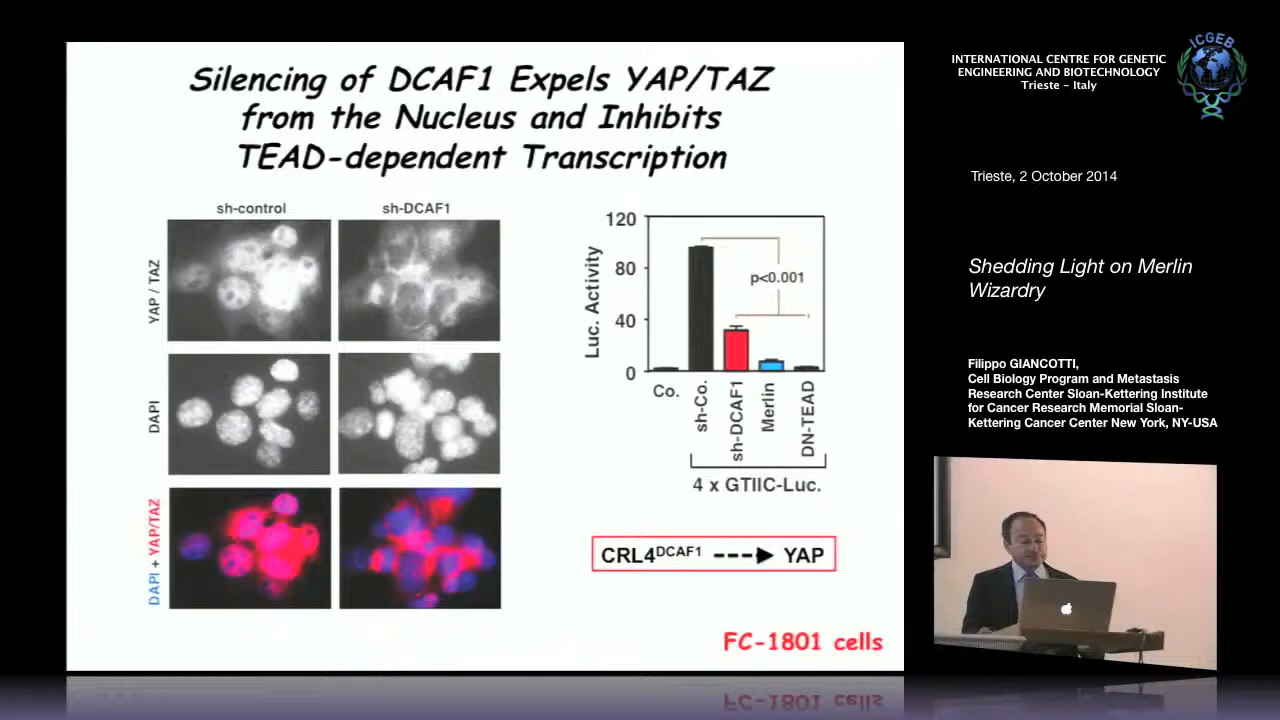 Silencing of DCAF1 Expels YAP/TAZ
from the Nucleus and Inhibits
TEAD-dependent Transcription
sh-control
sh-DCAF1
YAP / TAZ
DAPI
DAPI + YAP/TAZ
120
80
40
0
Luc. Activity
p<0.001
Co.
sh-Co.
sh-DCAF1
Merlin
DN-TEAD
4 x GTIIC-Luc.
CRL4DCAF1 ---> YAP
FC-1801 cells
INTERNATIONAL CENTRE FOR GENETIC
ENGINEERING AND BIOTECHNOLOGY
Trieste - Italy
ICGEB
Trieste, 2 October 2014
Shedding Light on Merlin
Wizardry
Filippo GIANCOTTI,
Cell Biology Program and Metastasis
Research Center Sloan-Kettering Institute
for Cancer Research Memorial Sloan-
Kettering Cancer Center New York, NY-USA